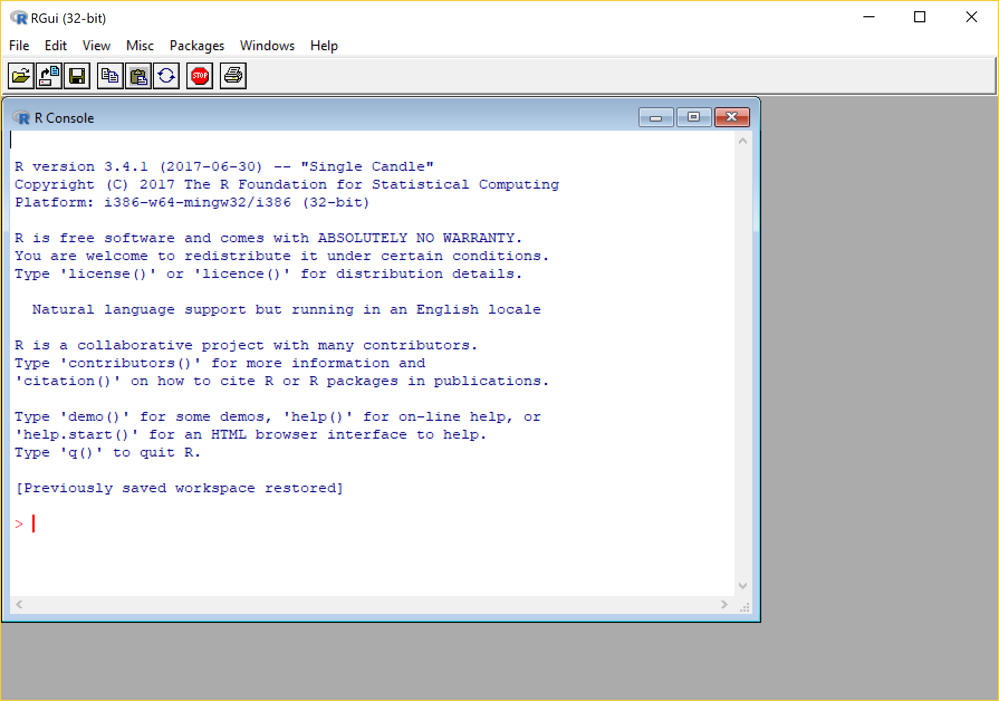 RGui (32-bit)
File Edit View Misc Packages Windows Help
STOP
R Console
R version 3.4.1 (2017-06-30) -- "Single Candle"
Copyright (C) 2017 The R Foundation for Statistical Computing
Platform: i386-w64-mingw32/i386 (32-bit)
R is free software and comes with ABSOLUTELY NO WARRANTY.
You are welcome to redistribute it under certain conditions.
Type 'license()' or 'licence()' for distribution details.
Natural language support but running in an English locale
R is a collaborative project with many contributors.
Type 'contributors()' for more information and
'citation()' on how to cite R or R packages in publications.
Type 'demo()' for some demos, 'help()' for on-line help, or
'help.start()' for an HTML browser interface to help.
Type 'q()' to quit R.
[Previously saved workspace restored]
>